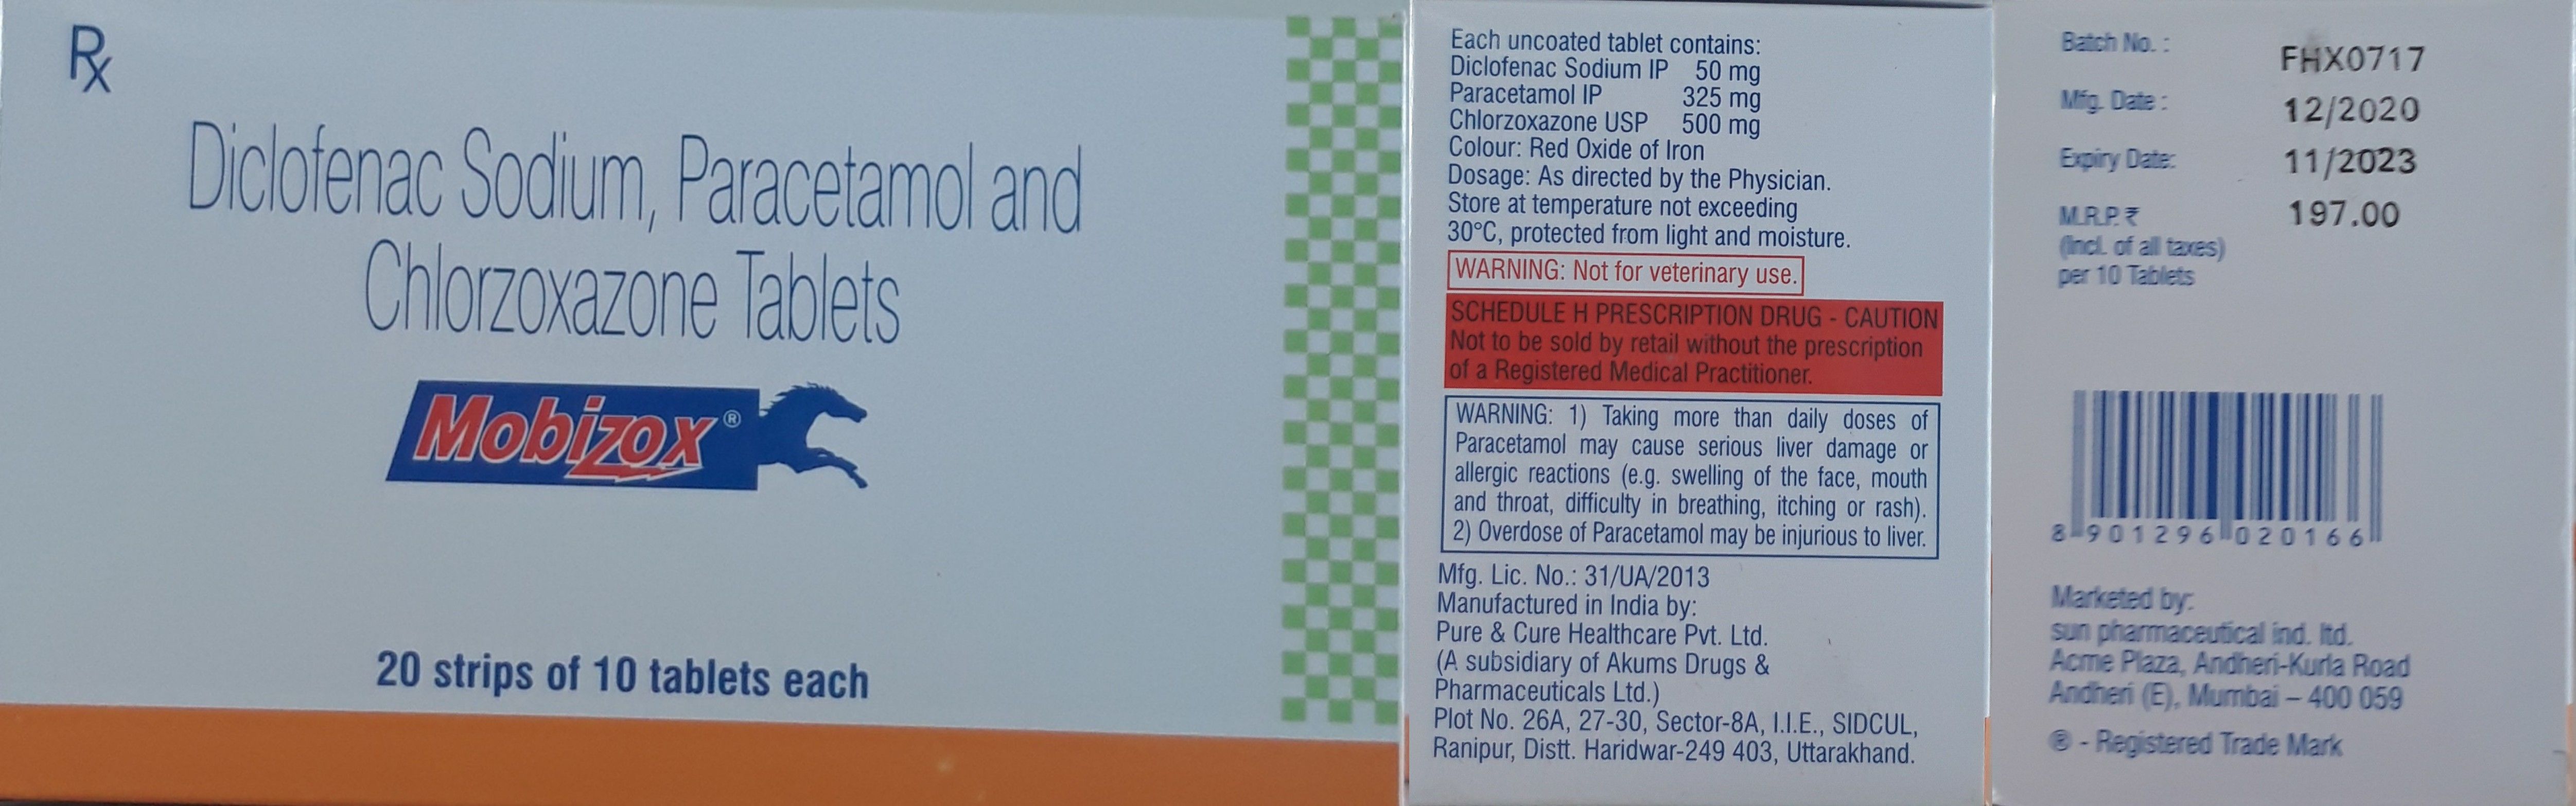 Rx
Diclofenac Sodium, Paracetamol and
Chlorzoxazone Tablets
Mobizox®
20 strips of 10 tablets each
Each uncoated tablet contains:
Diclofenac Sodium IP 50 mg
Paracetamol IP 325 mg
Chlorzoxazone USP 500 mg
Colour: Red Oxide of Iron
Dosage: As directed by the Physician.
Store at temperature not exceeding
30°C, protected from light and moisture.
WARNING: Not for veterinary use.
SCHEDULE H PRESCRIPTION DRUG - CAUTION
Not to be sold by retail without the prescription
of a Registered Medical Practitioner.
WARNING: 1) Taking more than daily doses of
Paracetamol may cause serious liver damage or
allergic reactions (e.g. swelling of the face, mouth
and throat, difficulty in breathing, itching or rash).
2) Overdose of Paracetamol may be injurious to liver.
Mfg. Lic. No.: 31/UA/2013
Manufactured in India by:
Pure & Cure Healthcare Pvt. Ltd.
(A subsidiary of Akums Drugs &
Pharmaceuticals Ltd.)
Plot No. 26A, 27-30, Sector-8A, I.I.E., SIDCUL,
Ranipur, Distt. Haridwar-249 403, Uttarakhand.
Batch No. : FHX0717
Mfg. Date : 12/2020
Expiry Date: 11/2023
M.R.P. ₹ 197.00
(Incl. of all taxes)
per 10 Tablets
8 901296 020166
Marketed by:
sun pharmaceutical ind. ltd.
Acme Plaza, Andheri-Kurla Road
Andheri (E), Mumbai – 400 059
® - Registered Trade Mark